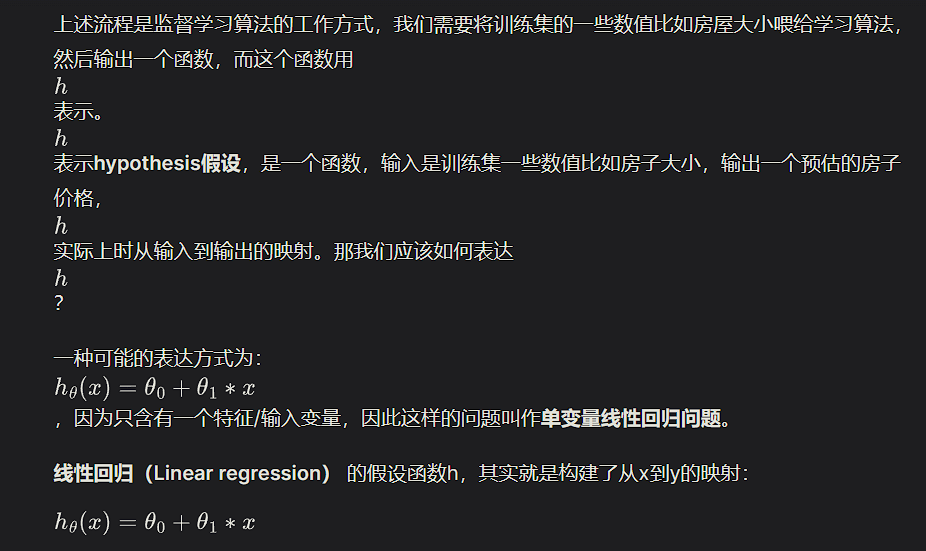 上述流程是监督学习算法的工作方式，我们需要将训练集的一些数值比如房屋大小喂给学习算法，
然后输出一个函数，而这个函数用
h
表示。
h
表示hypothesis假设，是一个函数，输入是训练集一些数值比如房子大小，输出一个预估的房子
价格，
h
实际上时从输入到输出的映射。那我们应该如何表达
h
？
一种可能的表达方式为：
hθ(x) = θ0 + θ1 * x
，因为只含有一个特征/输入变量，因此这样的问题叫作单变量线性回归问题。
线性回归（Linear regression） 的假设函数h，其实就是构建了从x到y的映射：
hθ(x) = θ0 + θ1 * x